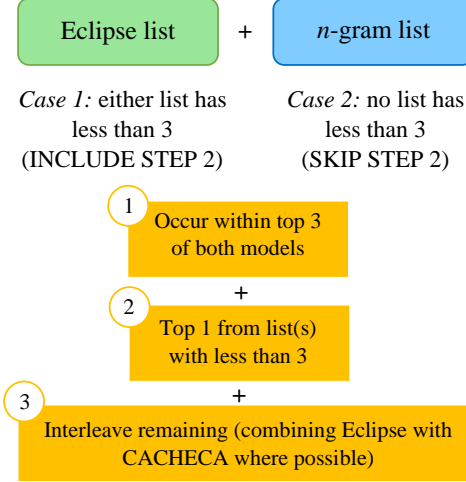 Eclipse list + n-gram list
Case 1: either list has
less than 3
(INCLUDE STEP 2)
Case 2: no list has
less than 3
(SKIP STEP 2)
1
Occur within top 3
of both models
+
2
Top 1 from list(s)
with less than 3
+
3
Interleave remaining (combining Eclipse with
CACHECA where possible)